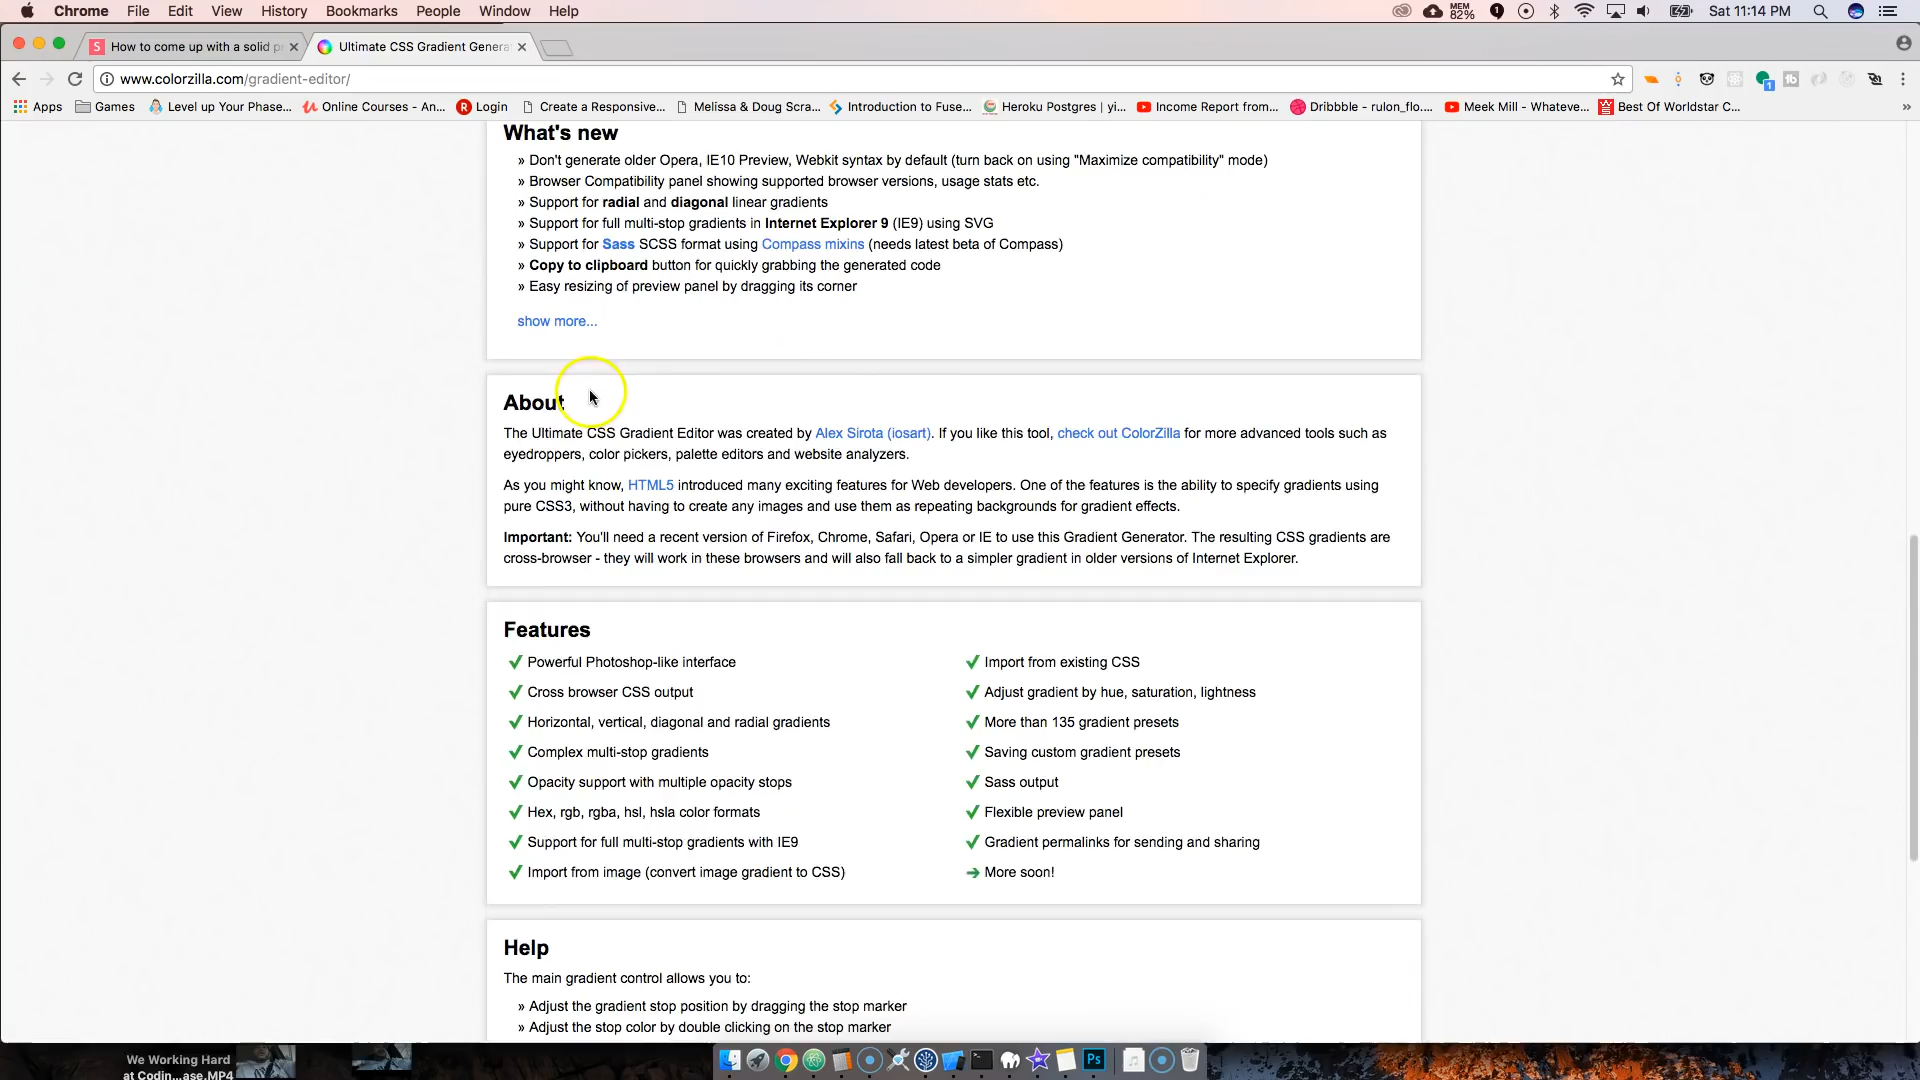 Chrome File Edit View History Bookmarks People Window Help MEM 82% Sat 11:14 PM
How to come up with a solid p Ultimate CSS Gradient Genera
www.colorzilla.com/gradient-editor/
Apps Games Level up Your Phase... Online Courses - An... Login Create a Responsive... Melissa & Doug Scra... Introduction to Fuse... Heroku Postgres | yi... Income Report from... Dribbble - rulon_flo.... Meek Mill - Whateve... Best Of Worldstar C... »
What's new
» Don't generate older Opera, IE10 Preview, Webkit syntax by default (turn back on using "Maximize compatibility" mode)
» Browser Compatibility panel showing supported browser versions, usage stats etc.
» Support for radial and diagonal linear gradients
» Support for full multi-stop gradients in Internet Explorer 9 (IE9) using SVG
» Support for Sass SCSS format using Compass mixins (needs latest beta of Compass)
» Copy to clipboard button for quickly grabbing the generated code
» Easy resizing of preview panel by dragging its corner
show more...
About
The Ultimate CSS Gradient Editor was created by Alex Sirota (iosart). If you like this tool, check out ColorZilla for more advanced tools such as
eyedroppers, color pickers, palette editors and website analyzers.
As you might know, HTML5 introduced many exciting features for Web developers. One of the features is the ability to specify gradients using
pure CSS3, without having to create any images and use them as repeating backgrounds for gradient effects.
Important: You'll need a recent version of Firefox, Chrome, Safari, Opera or IE to use this Gradient Generator. The resulting CSS gradients are
cross-browser - they will work in these browsers and will also fall back to a simpler gradient in older versions of Internet Explorer.
Features
Powerful Photoshop-like interface
Cross browser CSS output
Horizontal, vertical, diagonal and radial gradients
Complex multi-stop gradients
Opacity support with multiple opacity stops
Hex, rgb, rgba, hsl, hsla color formats
Support for full multi-stop gradients with IE9
Import from image (convert image gradient to CSS)
Import from existing CSS
Adjust gradient by hue, saturation, lightness
More than 135 gradient presets
Saving custom gradient presets
Sass output
Flexible preview panel
Gradient permalinks for sending and sharing
More soon!
Help
The main gradient control allows you to:
» Adjust the gradient stop position by dragging the stop marker
» Adjust the stop color by double clicking on the stop marker
We Working Hard
at Codin...ase.MP4
Ps